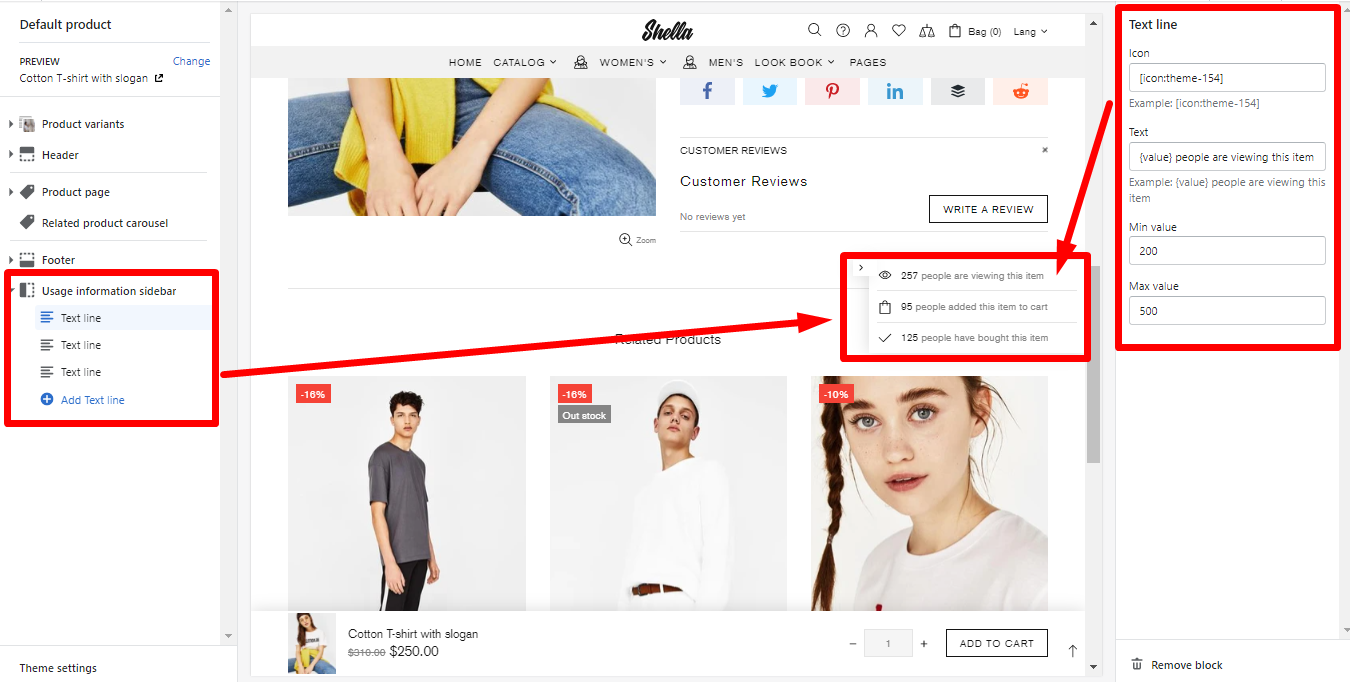 Default product
PREVIEW
Change
Cotton T-shirt with slogan
Product variants
Header
Product page
Related product carousel
Footer
Usage information sidebar
Text line
Text line
Text line
Add Text line
Theme settings
Shella
Bag (0)
Lang
HOME
CATALOG
WOMEN'S
MEN'S
LOOK BOOK
PAGES
CUSTOMER REVIEWS
Customer Reviews
No reviews yet
WRITE A REVIEW
Zoom
257 people are viewing this item
95 people added this item to cart
125 people have bought this item
Related Products
-16%
-16%
Out stock
-10%
Cotton T-shirt with slogan
$310.00 $250.00
− 1 +
ADD TO CART
Text line
Icon
[icon:theme-154]
Example: [icon:theme-154]
Text
{value} people are viewing this item
Example: {value} people are viewing this
item
Min value
200
Max value
500
Remove block